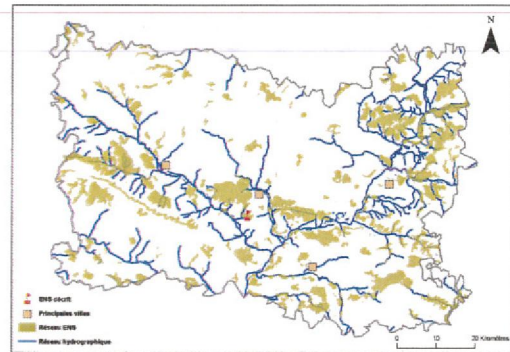 N
ENS décrit
Principales villes
Réseau ENS
Réseau hydrographique
0 10 20 Kilomètres